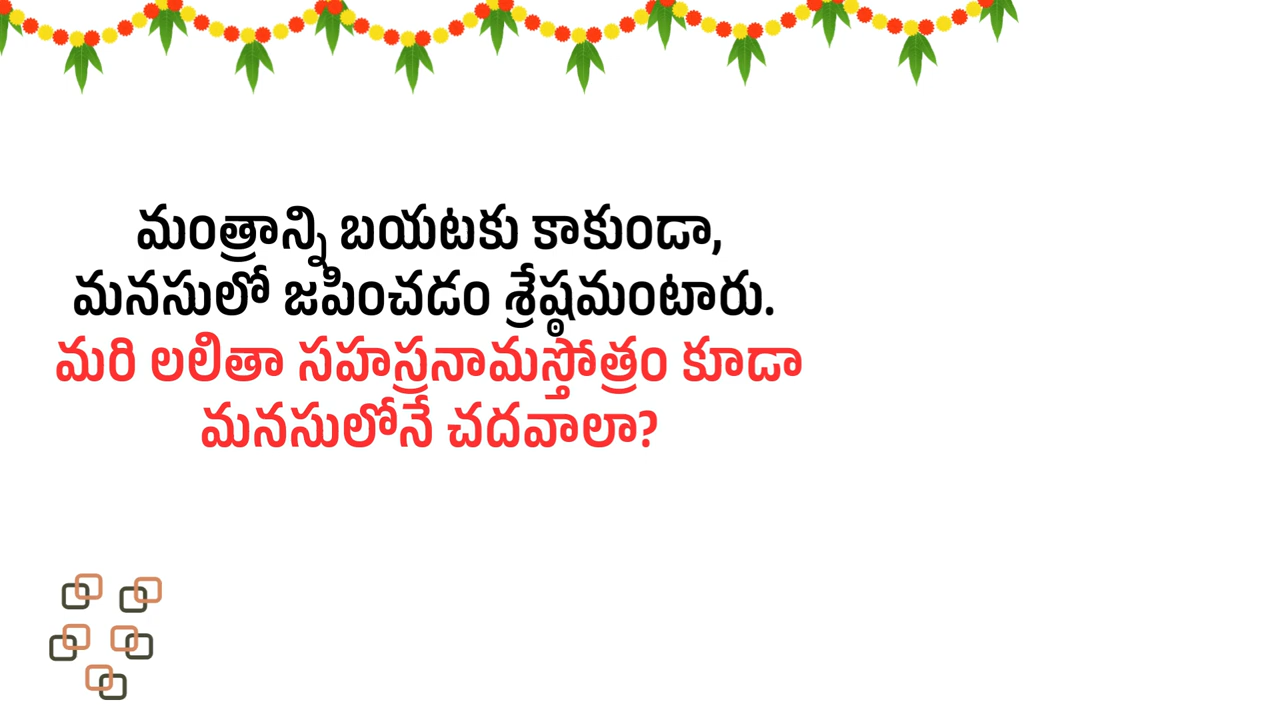 మంత్రాన్ని బయటకు కాకుండా,
మనసులో జపించడం శ్రేష్ఠమంటారు.
మరి లలితా సహస్రనామస్తోత్రం కూడా
మనసులోనే చదవాలా?